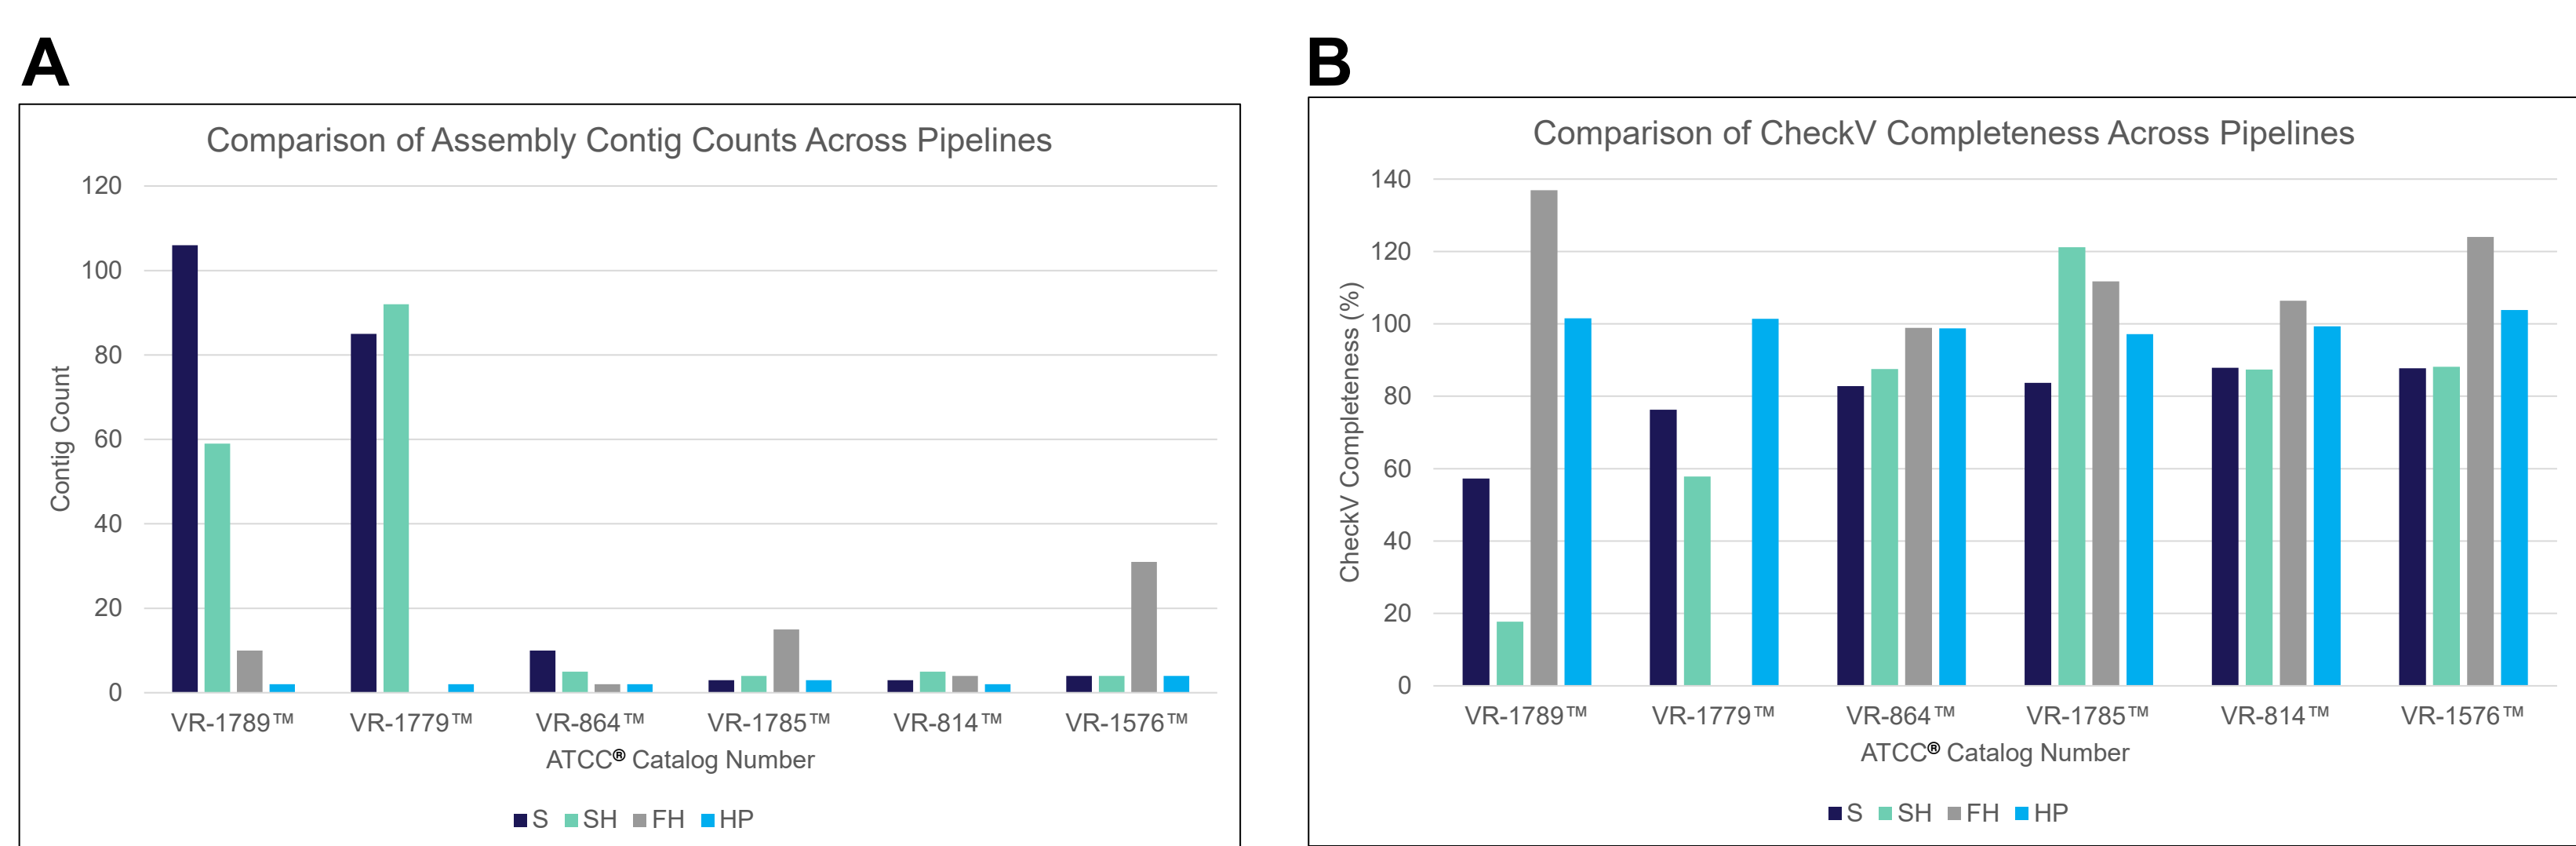 A
Comparison of Assembly Contig Counts Across Pipelines
120
100
80
60
40
20
0
Contig Count
VR-1789™ VR-1779™ VR-864™ VR-1785™ VR-814™ VR-1576™
ATCC® Catalog Number
S SH FH HP
B
Comparison of CheckV Completeness Across Pipelines
140
120
100
80
60
40
20
0
CheckV Completeness (%)
VR-1789™ VR-1779™ VR-864™ VR-1785™ VR-814™ VR-1576™
ATCC® Catalog Number
S SH FH HP